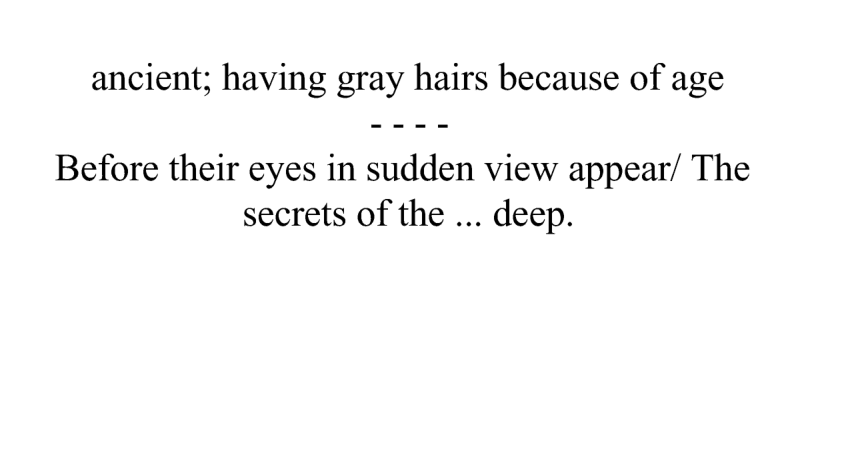 ancient; having gray hairs because of age
- - - -
Before their eyes in sudden view appear/ The
secrets of the ... deep.